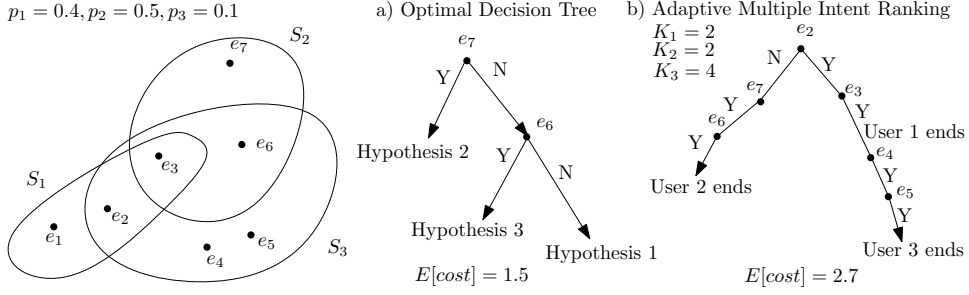 p₁ = 0.4, p₂ = 0.5, p₃ = 0.1
S₂
e₇
e₆
e₃
S₁
e₂
e₁
e₅
e₄
S₃
a) Optimal Decision Tree
e₇
Y
N
e₆
Hypothesis 2
Y
N
Hypothesis 3
Hypothesis 1
E[cost] = 1.5
b) Adaptive Multiple Intent Ranking
K₁ = 2
K₂ = 2
K₃ = 4
e₂
N
Y
e₇
e₃
Y
Y
e₆
User 1 ends
Y
e₄
Y
User 2 ends
e₅
Y
User 3 ends
E[cost] = 2.7